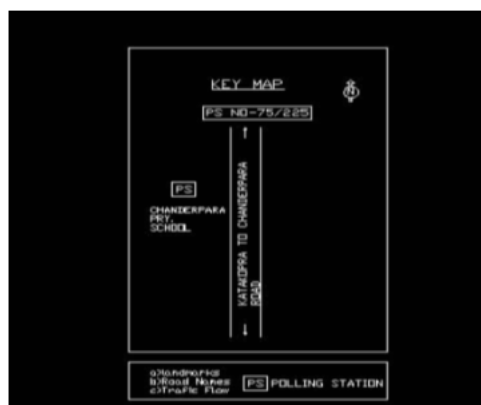 KEY MAP
N
PS NO-75/225
PS
CHANDERPARA
PRY.
SCHOOL
KATAKOPRA TO CHANDERPARA
ROAD
a)landmarks
b)Road Names
c)Traffic Flow
PS POLLING STATION